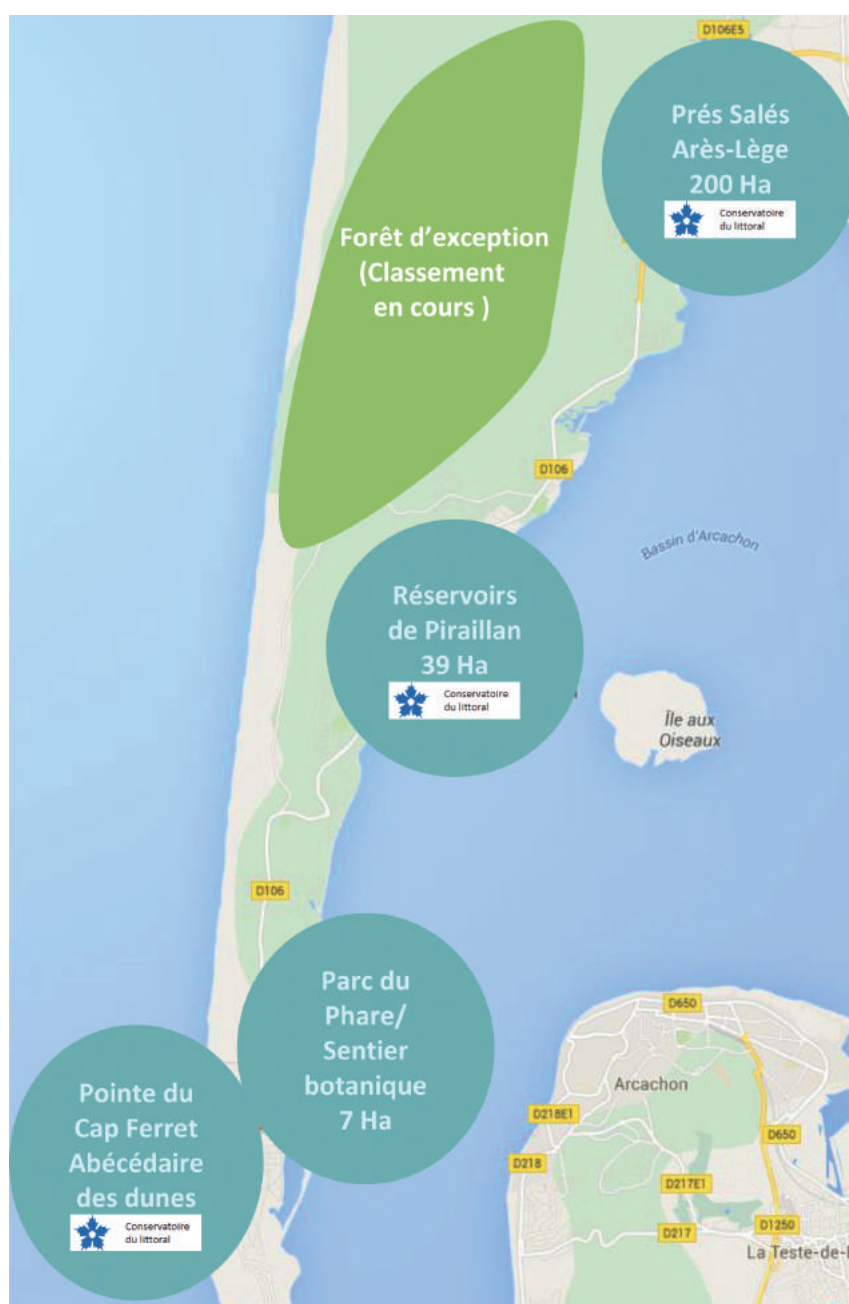 D106E5
Prés Salés
Arès-Lège
200 Ha
Conservatoire
du littoral
Forêt d'exception
(Classement
en cours )
D106
Bassin d'Arcachon
Réservoirs
de Piraillan
39 Ha
Conservatoire
du littoral
Île aux
Oiseaux
D106
Parc du
Phare/
Sentier
botanique
7 Ha
D650
Arcachon
D218E1
D650
D218
D217E1
D217
D1250
La Teste-de-
Pointe du
Cap Ferret
Abécédaire
des dunes
Conservatoire
du littoral